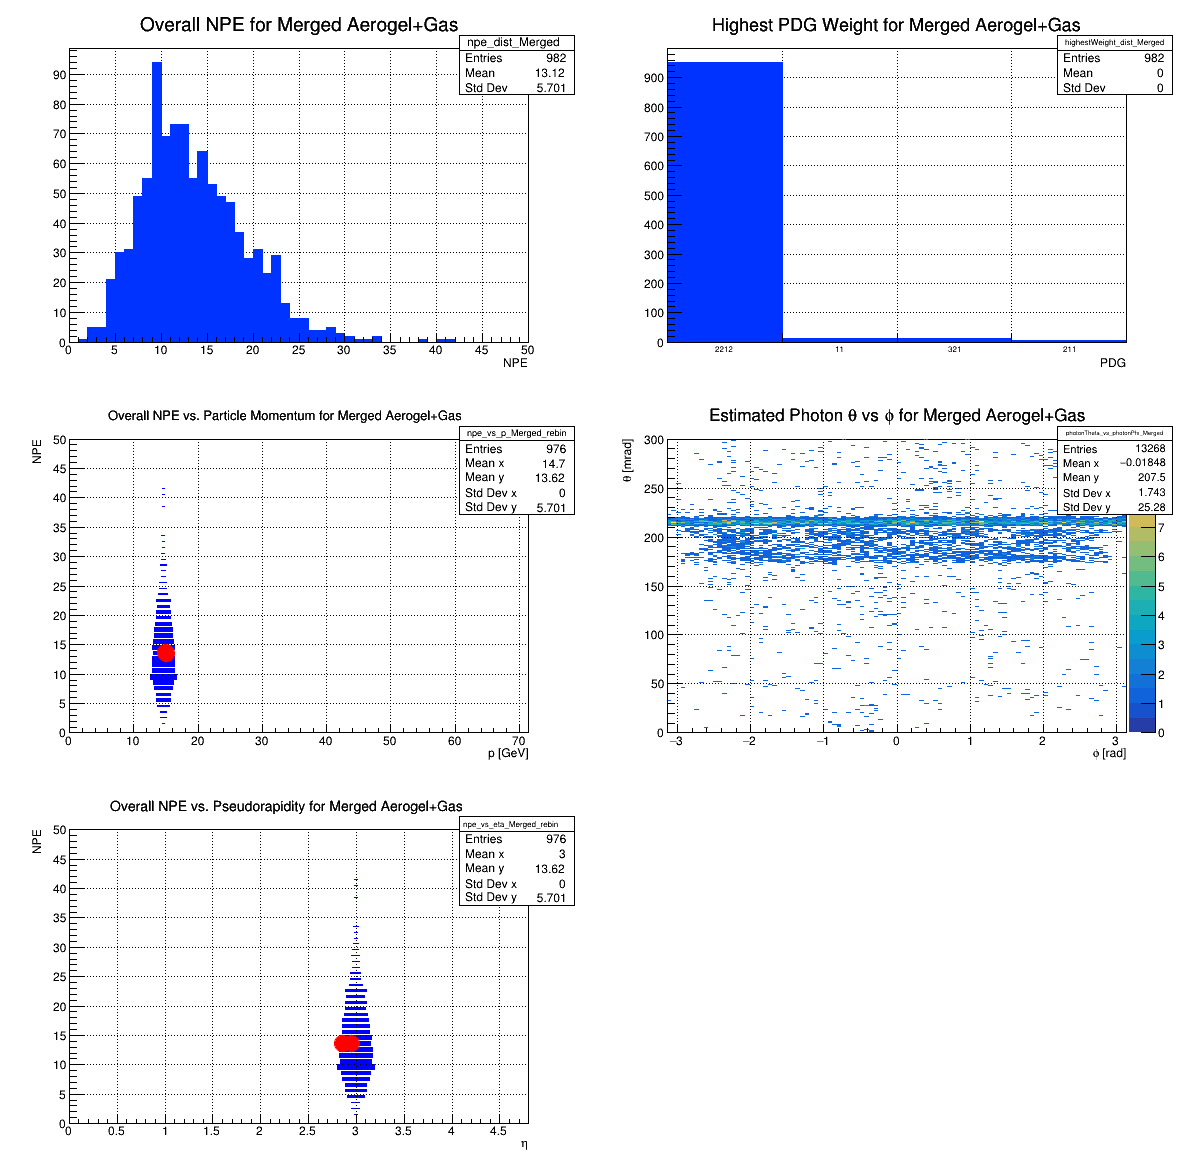 Overall NPE for Merged Aerogel+Gas
npe_dist_Merged
Entries 982
Mean 13.12
Std Dev 5.701
90
80
70
60
50
40
30
20
10
0
0 5 10 15 20 25 30 35 40 45 50
NPE
Highest PDG Weight for Merged Aerogel+Gas
highestWeight_dist_Merged
Entries 982
Mean 0
Std Dev 0
900
800
700
600
500
400
300
200
100
0
2212 11 321 211
PDG
Overall NPE vs. Particle Momentum for Merged Aerogel+Gas
npe_vs_p_Merged_rebin
Entries 976
Mean x 14.7
Mean y 13.62
Std Dev x 0
Std Dev y 5.701
NPE
50
45
40
35
30
25
20
15
10
5
0
0 10 20 30 40 50 60 70
p [GeV]
Estimated Photon θ vs ϕ for Merged Aerogel+Gas
photonTheta_vs_photonPhi_Merged
Entries 13268
Mean x −0.01848
Mean y 207.5
Std Dev x 1.743
Std Dev y 25.28
θ [mrad]
300
250
200
150
100
50
0
−3 −2 −1 0 1 2 3
ϕ [rad]
7
6
5
4
3
2
1
0
Overall NPE vs. Pseudorapidity for Merged Aerogel+Gas
npe_vs_eta_Merged_rebin
Entries 976
Mean x 3
Mean y 13.62
Std Dev x 0
Std Dev y 5.701
NPE
50
45
40
35
30
25
20
15
10
5
0
0 0.5 1 1.5 2 2.5 3 3.5 4 4.5
η